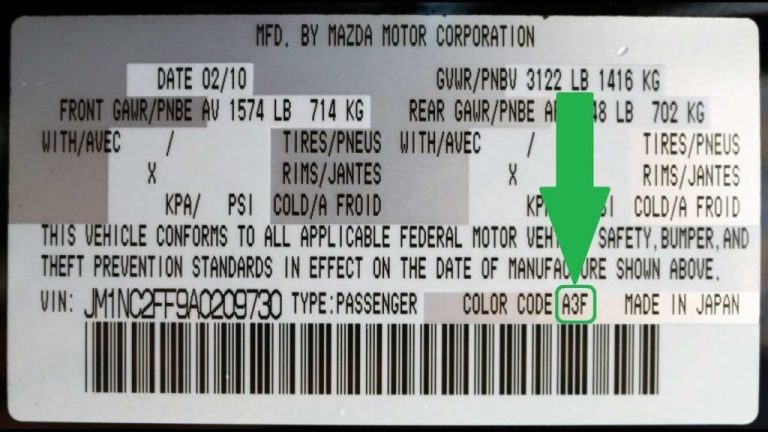 MFD. BY MAZDA MOTOR CORPORATION
DATE 02/10 GVWR/PNBV 3122 LB 1416 KG
FRONT GAWR/PNBE AV 1574 LB 714 KG REAR GAWR/PNBE LB 702 KG
WITH/AVEC / TIRES/PNEUS WITH/AVEC / TIRES/PNEUS
X RIMS/JANTES X RIMS/JANTES
KPA/ PSI COLD/A FROID COLD/A FROID
THIS VEHICLE CONFORMS TO ALL APPLICABLE FEDERAL MOTOR SAFETY,BUMPER,AND
THEFT PREVENTION STANDARDS IN EFFECT ON THE DATE OF MANUFACTURE SHOWN ABOVE.
VIN: JM1NC2FF9A0209730 TYPE:PASSENGER COLOR CODE A3F MADE IN JAPAN